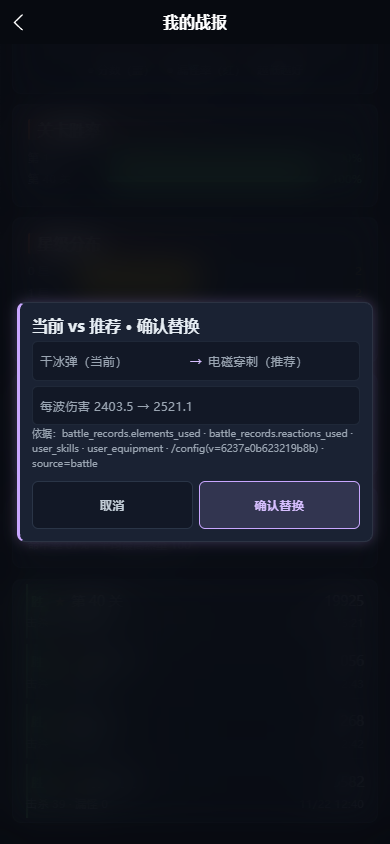 我的战报
当前 vs 推荐 • 确认替换
干冰弹（当前） → 电磁穿刺（推荐）
每波伤害 2403.5 → 2521.1
依据：battle_records.elements_used · battle_records.reactions_used ·
user_skills · user_equipment · /config(v=6237e0b623219b8b) ·
source=battle
取消 确认替换